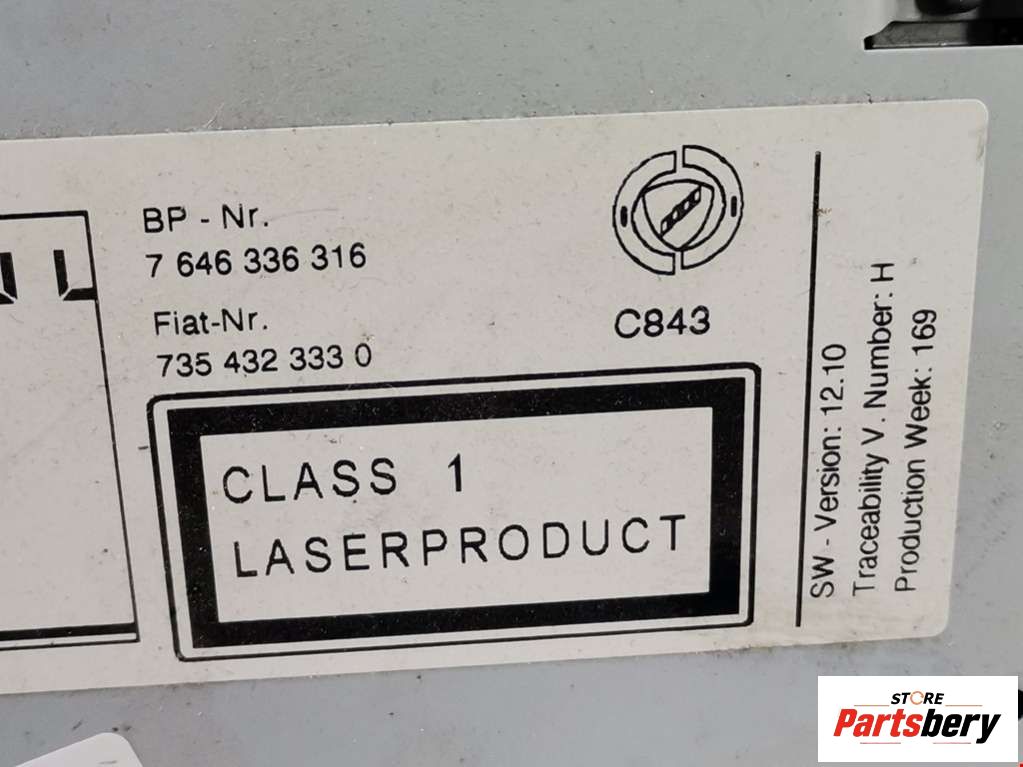 BP - Nr.
7 646 336 316
Fiat-Nr.
735 432 333 0
C843
CLASS 1
LASERPRODUCT
SW - Version: 12.10
Traceability V. Number: H
Production Week: 169
STORE
Partsbery